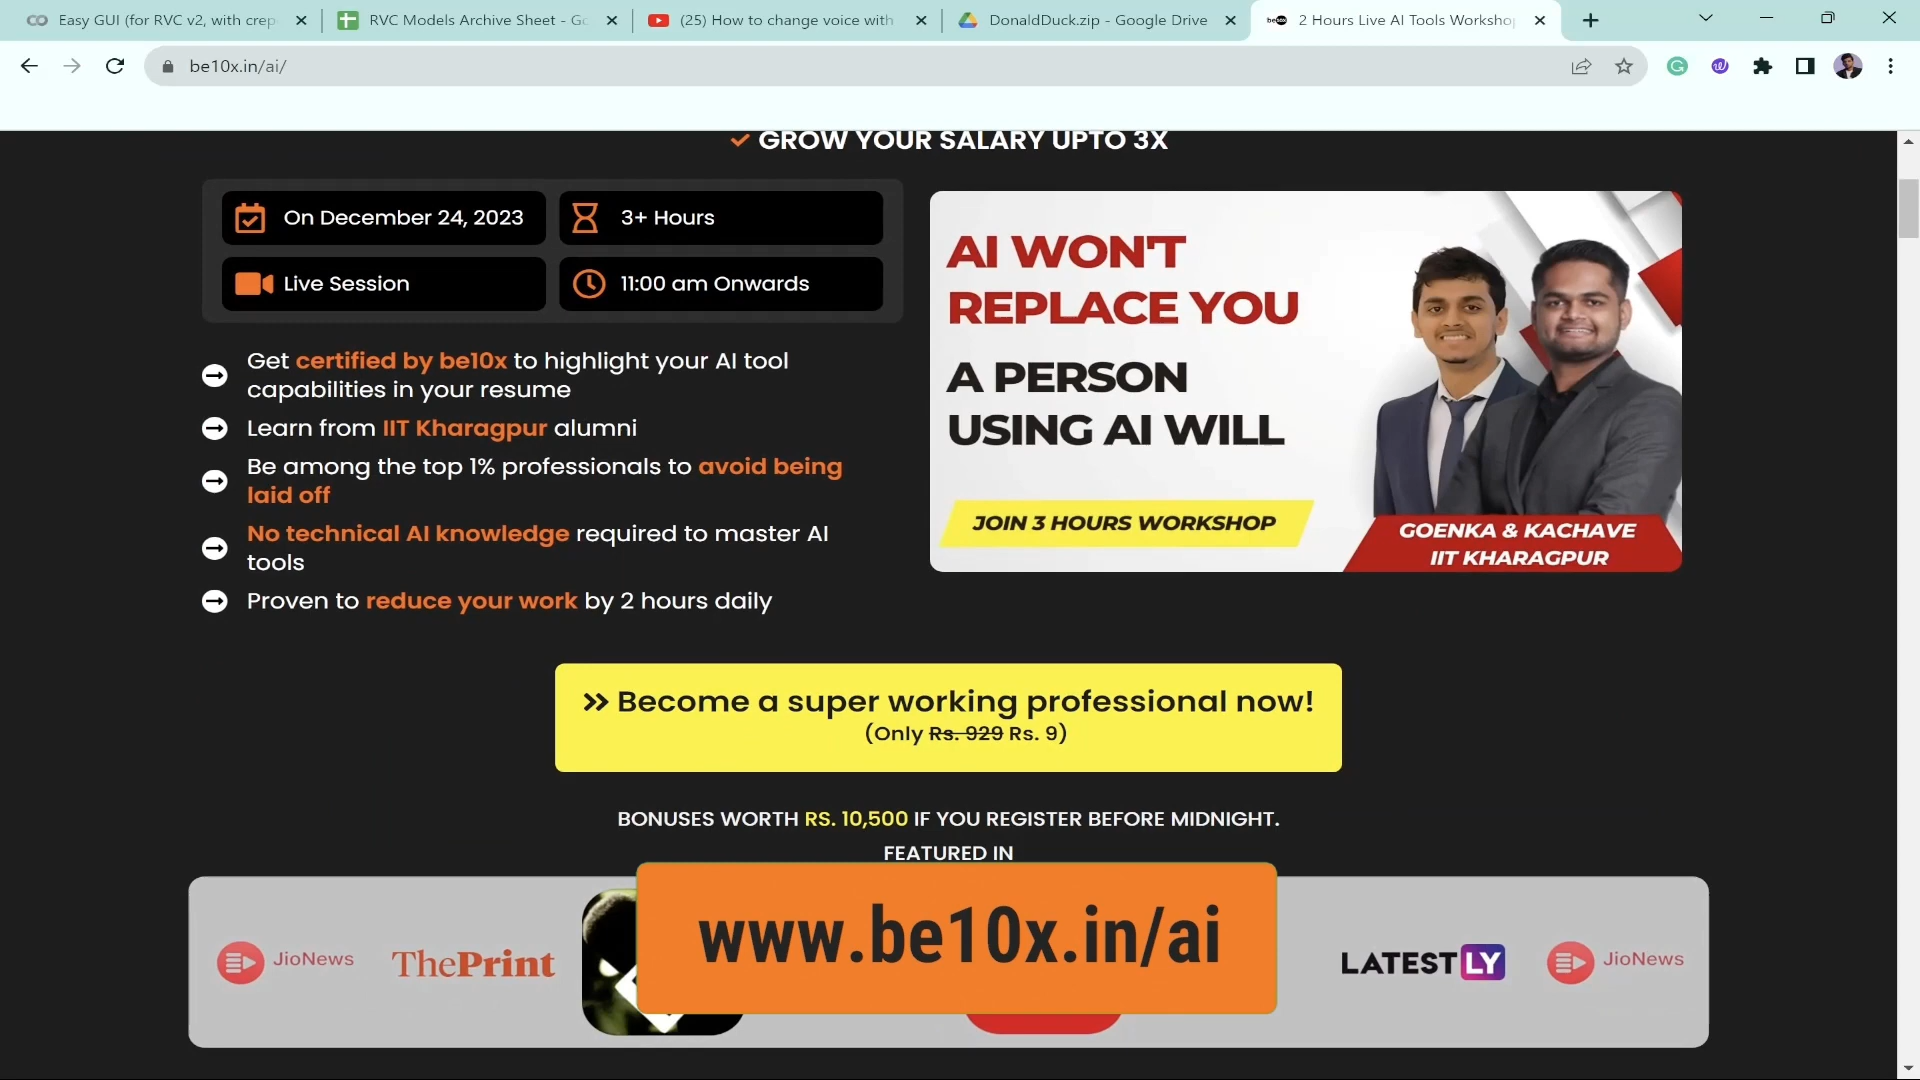 Easy GUI (for RVC v2, with crep
RVC Models Archive Sheet - Go
(25) How to change voice with
DonaldDuck.zip - Google Drive
be10x
2 Hours Live AI Tools Workshop
be10x.in/ai/
GROW YOUR SALARY UPTO 3X
On December 24, 2023
3+ Hours
Live Session
11:00 am Onwards
Get certified by be10x to highlight your AI tool
capabilities in your resume
Learn from IIT Kharagpur alumni
Be among the top 1% professionals to avoid being
laid off
No technical AI knowledge required to master AI
tools
Proven to reduce your work by 2 hours daily
AI WON'T
REPLACE YOU
A PERSON
USING AI WILL
JOIN 3 HOURS WORKSHOP
GOENKA & KACHAVE
IIT KHARAGPUR
Become a super working professional now!
(Only Rs. 929 Rs. 9)
BONUSES WORTH RS. 10,500 IF YOU REGISTER BEFORE MIDNIGHT.
FEATURED IN
JioNews
ThePrint
www.be10x.in/ai
LATESTLY
JioNews